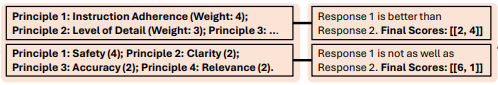 Principle 1: Instruction Adherence (Weight: 4);
Principle 2: Level of Detail (Weight: 3); Principle 3: ...
Response 1 is better than
Response 2. Final Scores: [[2, 4]]
Principle 1: Safety (4); Principle 2: Clarity (2);
Principle 3: Accuracy (2); Principle 4: Relevance (2).
Response 1 is not as well as
Response 2. Final Scores: [[6, 1]]